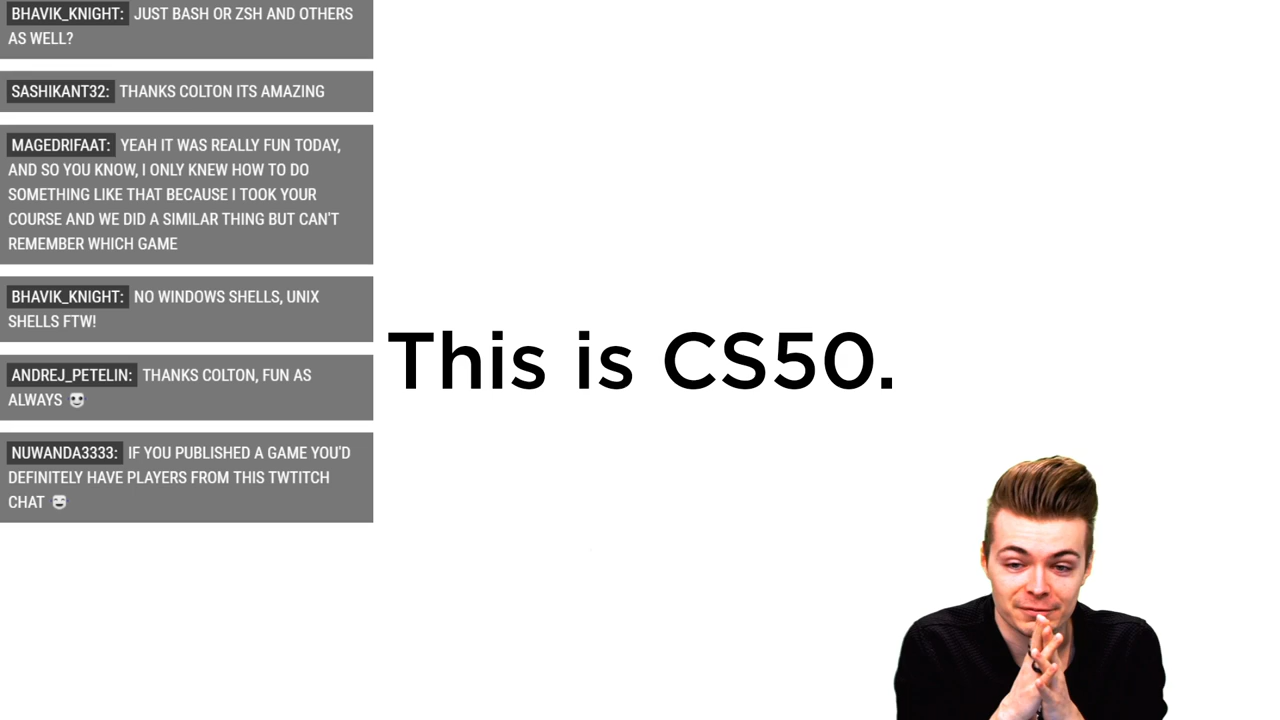 BHAVIK_KNIGHT: JUST BASH OR ZSH AND OTHERS
AS WELL?
SASHIKANT32: THANKS COLTON ITS AMAZING
MAGEDRIFAAT: YEAH IT WAS REALLY FUN TODAY,
AND SO YOU KNOW, I ONLY KNEW HOW TO DO
SOMETHING LIKE THAT BECAUSE I TOOK YOUR
COURSE AND WE DID A SIMILAR THING BUT CAN'T
REMEMBER WHICH GAME
BHAVIK_KNIGHT: NO WINDOWS SHELLS, UNIX
SHELLS FTW!
ANDREJ_PETELIN: THANKS COLTON, FUN AS
ALWAYS
NUWANDA3333: IF YOU PUBLISHED A GAME YOU'D
DEFINITELY HAVE PLAYERS FROM THIS TWTITCH
CHAT
This is CS50.